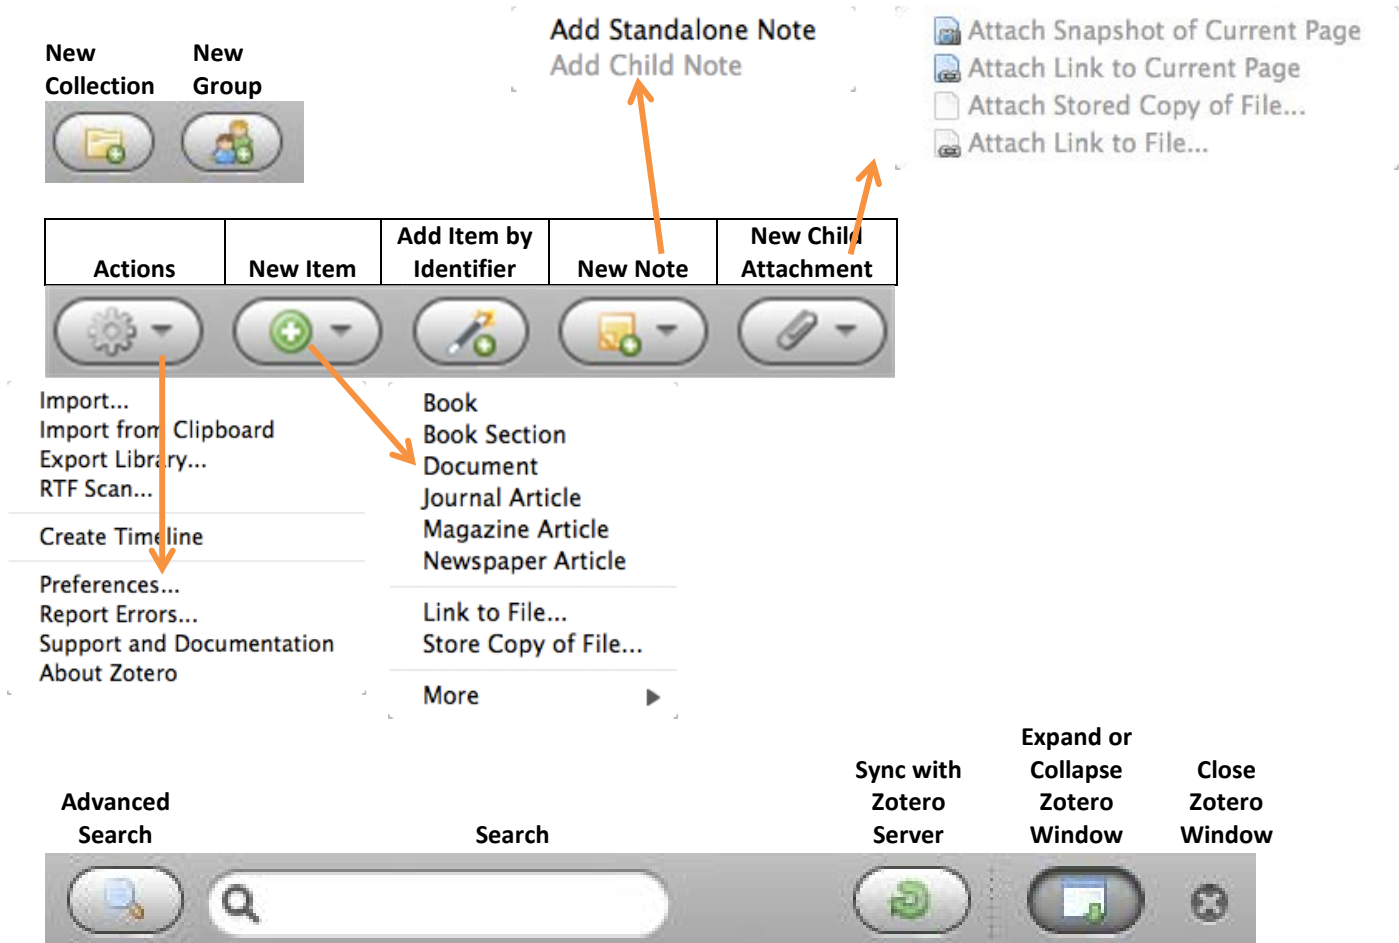 Add Standalone Note
Add Child Note
Attach Snapshot of Current Page
Attach Link to Current Page
Attach Stored Copy of File...
Attach Link to File...
New
Collection
New
Group
Actions
New Item
Add Item by
Identifier
New Note
New Child
Attachment
Import...
Import from Clipboard
Export Library...
RTF Scan...
Create Timeline
Preferences...
Report Errors...
Support and Documentation
About Zotero
Book
Book Section
Document
Journal Article
Magazine Article
Newspaper Article
Link to File...
Store Copy of File...
More
Advanced
Search
Search
Sync with
Zotero
Server
Expand or
Collapse
Zotero
Window
Close
Zotero
Window